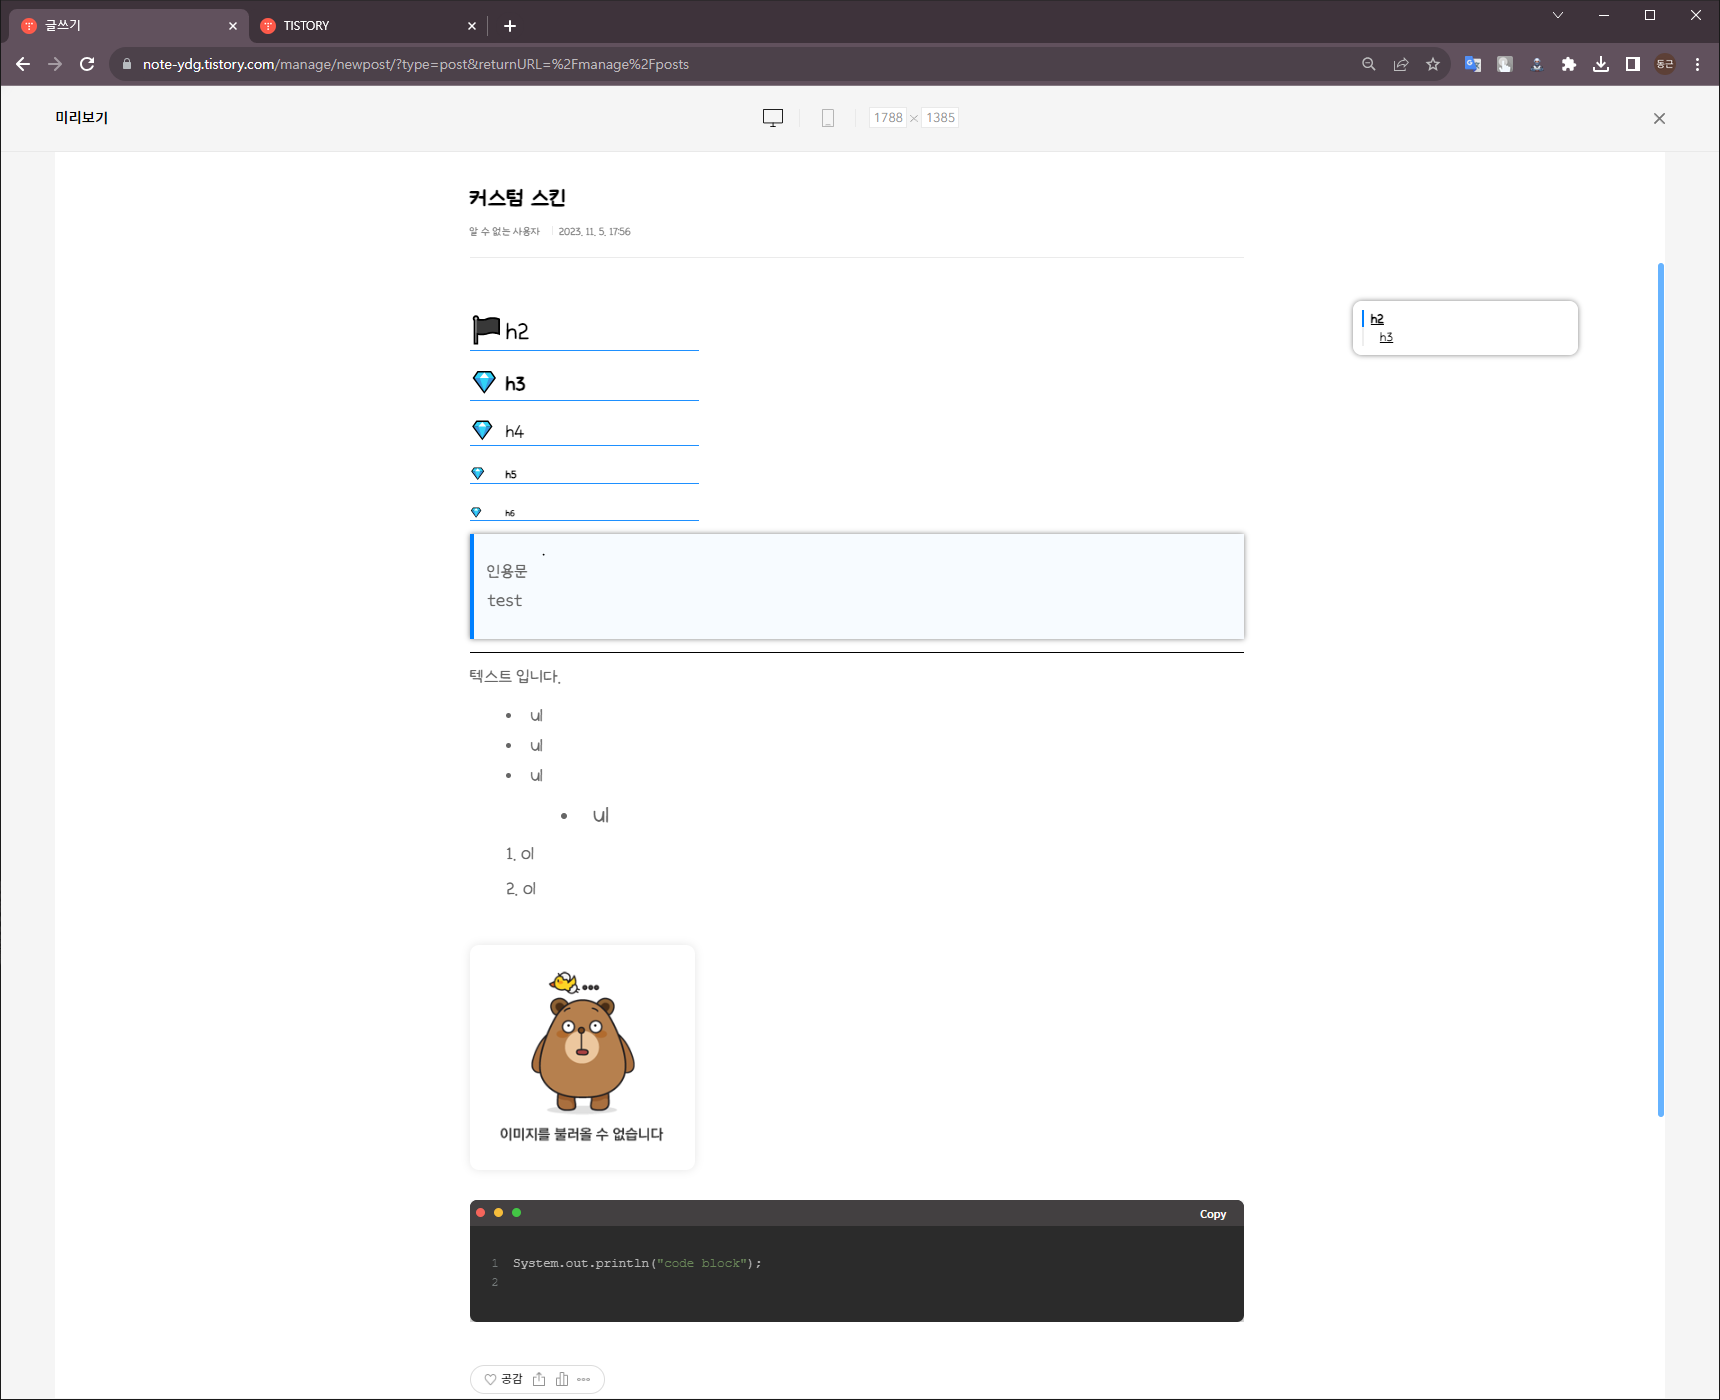 글쓰기
TISTORY
note-ydg.tistory.com/manage/newpost/?type=post&returnURL=%2Fmanage%2Fposts
동근
미리보기
1788 × 1385
커스텀 스킨
알 수 없는 사용자 2023. 11. 5. 17:56
h2
h3
h2
h3
h4
h5
h6
인용문
test
텍스트 입니다.
• ul
• ul
• ul
• ul
1. ol
2. ol
이미지를 불러올 수 없습니다
Copy
1 System.out.println("code block");
2
공감